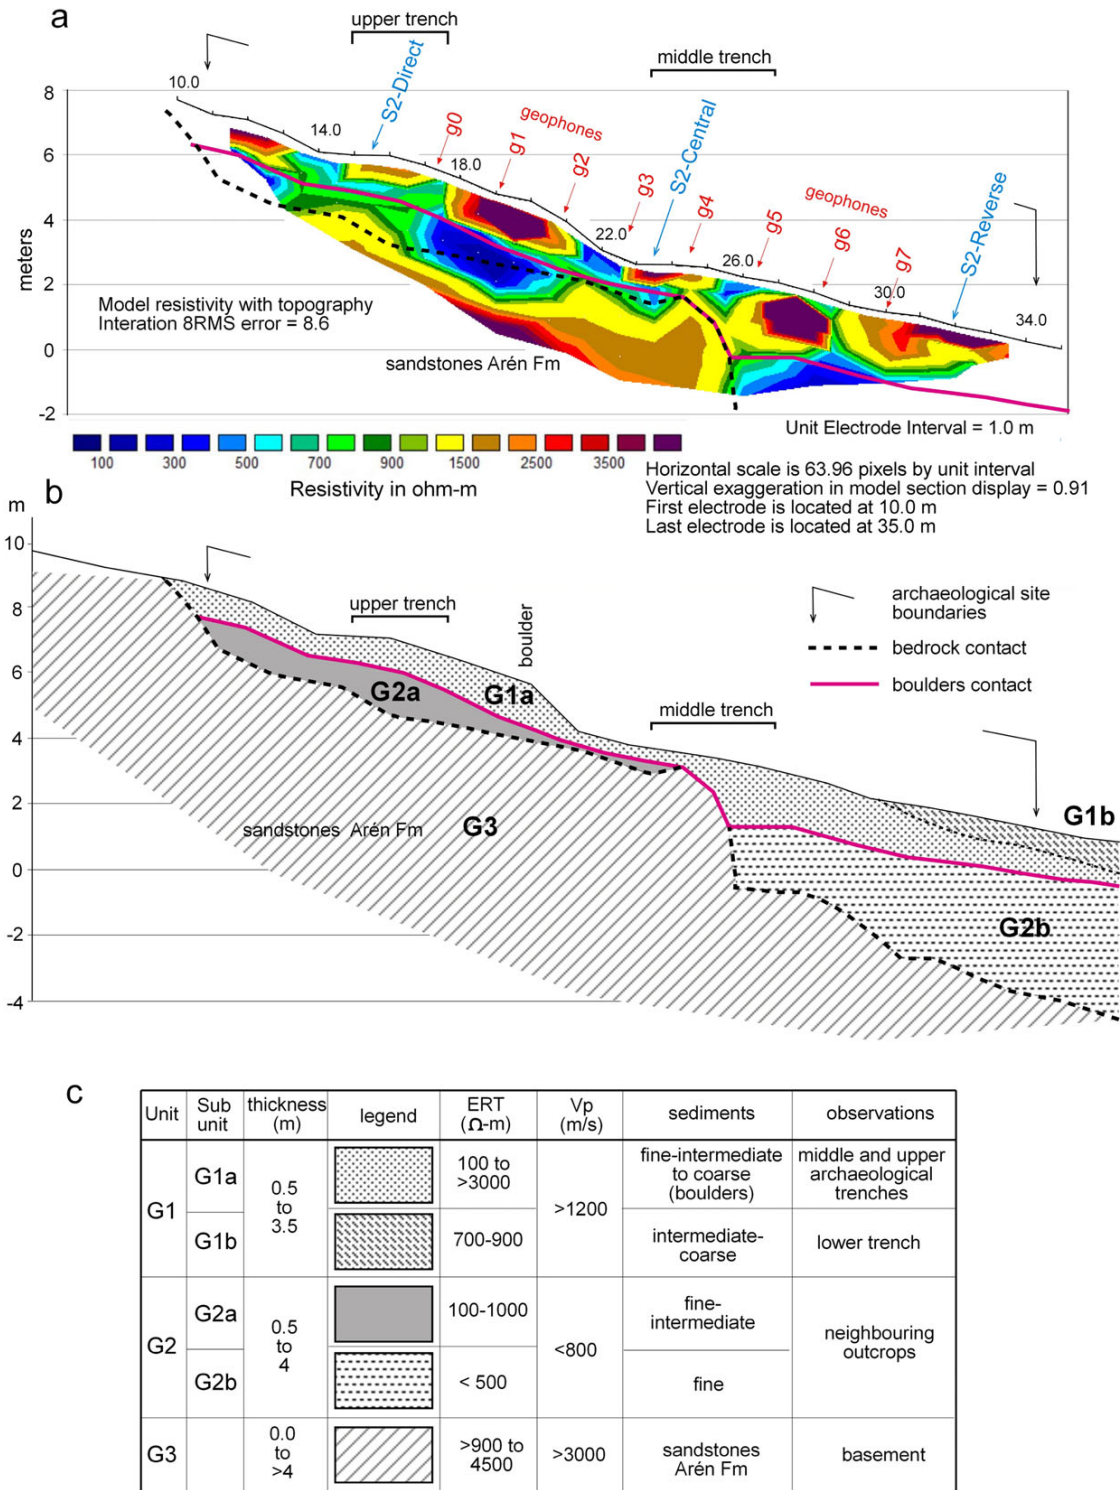 a
upper trench
middle trench
10.0
14.0
18.0
22.0
26.0
30.0
34.0
S2-Direct
g0
g1
geophones
g2
g3
S2-Central
g4
g5
geophones
g6
g7
S2-Reverse
8
6
4
2
0
-2
meters
Model resistivity with topography
Interation 8RMS error = 8.6
sandstones Arén Fm
Unit Electrode Interval = 1.0 m
100 300 500 700 900 1500 2500 3500
Resistivity in ohm-m
Horizontal scale is 63.96 pixels by unit interval
Vertical exaggeration in model section display = 0.91
First electrode is located at 10.0 m
Last electrode is located at 35.0 m
b
m
10
8
6
4
2
0
-2
-4
upper trench
boulder
middle trench
G2a
G1a
G1b
sandstones Arén Fm
G3
G2b
archaeological site
boundaries
bedrock contact
boulders contact
c
Unit
Sub
unit
thickness
(m)
legend
ERT
(Ω-m)
Vp
(m/s)
sediments
observations
G1
G1a
0.5
to
3.5
100 to
>3000
>1200
fine-intermediate
to coarse
(boulders)
middle and upper
archaeological
trenches
G1b
700-900
intermediate-
coarse
lower trench
G2
G2a
0.5
to
4
100-1000
<800
fine-
intermediate
neighbouring
outcrops
G2b
< 500
fine
G3
0.0
to
>4
>900 to
4500
>3000
sandstones
Arén Fm
basement